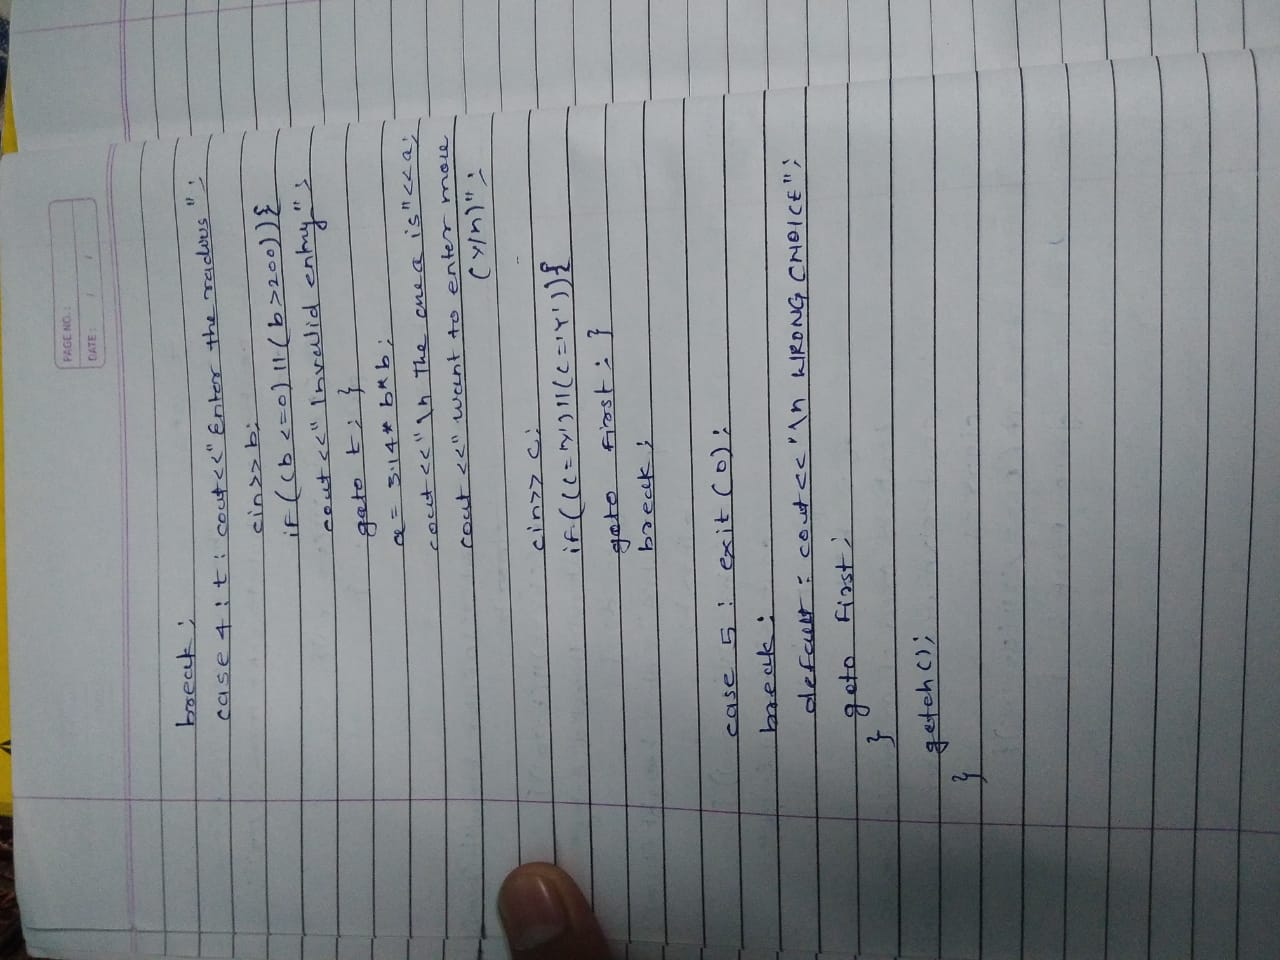 PAGE NO.:
DATE: / /
break;
case 4: t: cout<<"Enter the radius";
cin>>b;
if((b<=0)||(b>200)){
cout<<"Invalid entry";
goto t; }
a=3.14*b*b;
cout<<"\n The area is"<<a;
cout<<"want to enter more
(y/n)";
cin>>c;
if((c='y')||(c='Y')){
goto first; }
break;
case 5: exit(0);
break;
default: cout<<"\n WRONG CHOICE";
goto first;
}
getch();
}